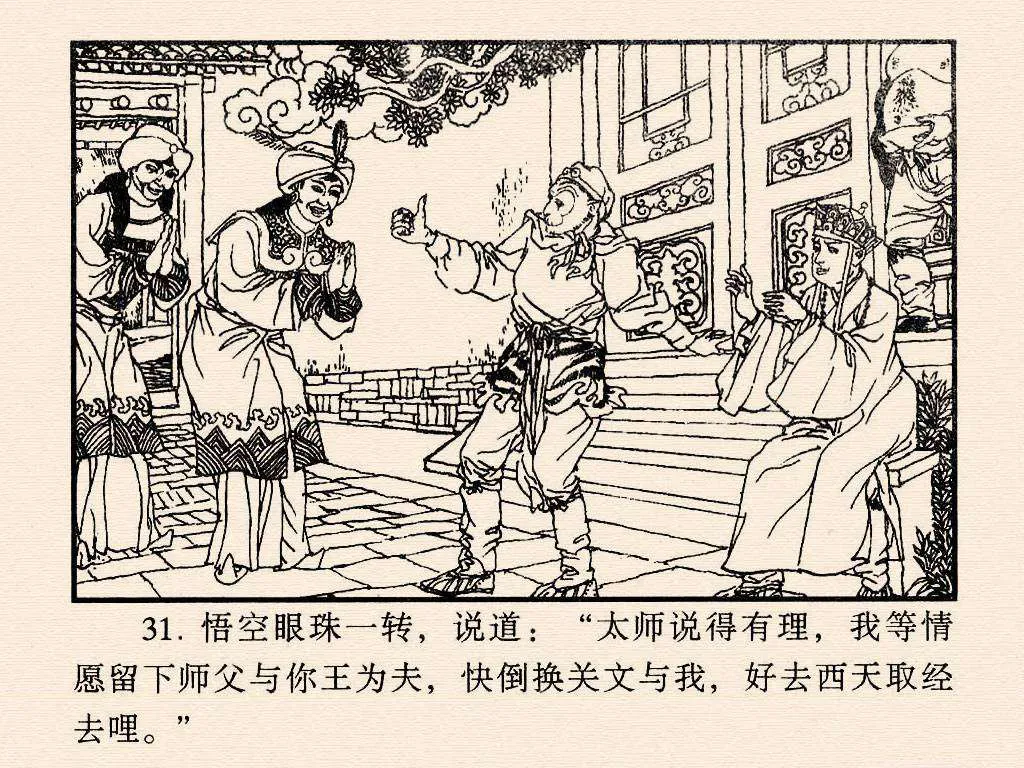 31. 悟空眼珠一转，说道：“太师说得有理，我等情
愿留下师父与你王为夫，快倒换关文与我，好去西天取经
去哩。”